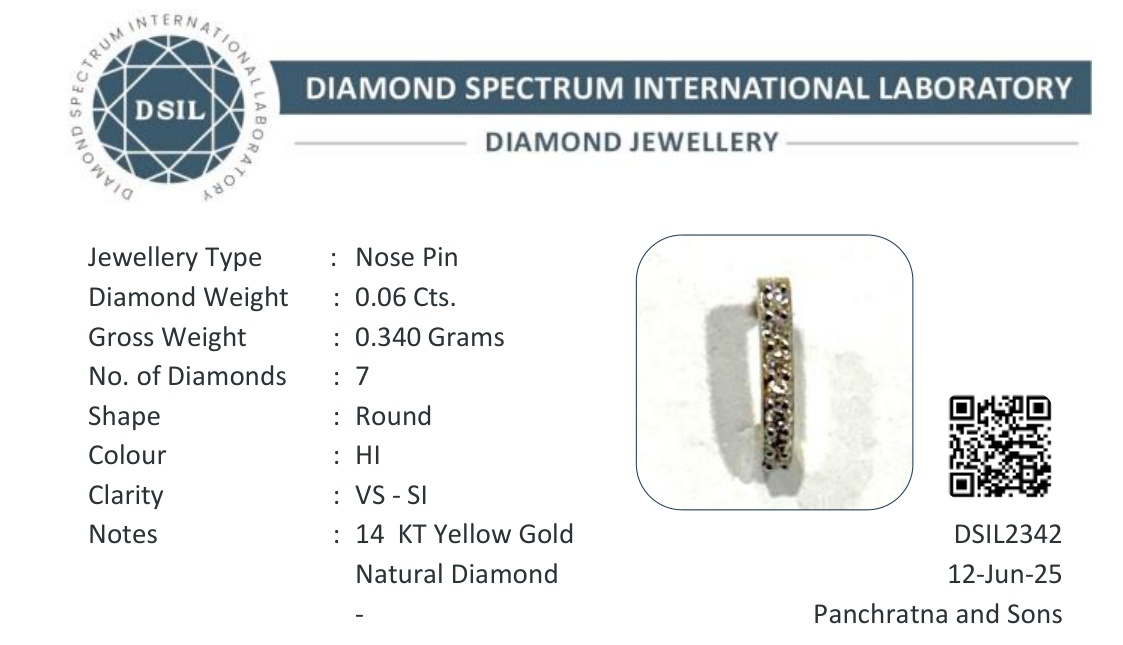 DIAMOND SPECTRUM INTERNATIONAL LABORATORY
DSIL
DIAMOND SPECTRUM INTERNATIONAL LABORATORY
DIAMOND JEWELLERY
Jewellery Type : Nose Pin
Diamond Weight : 0.06 Cts.
Gross Weight : 0.340 Grams
No. of Diamonds : 7
Shape : Round
Colour : HI
Clarity : VS - SI
Notes : 14 KT Yellow Gold
Natural Diamond
-
DSIL2342
12-Jun-25
Panchratna and Sons